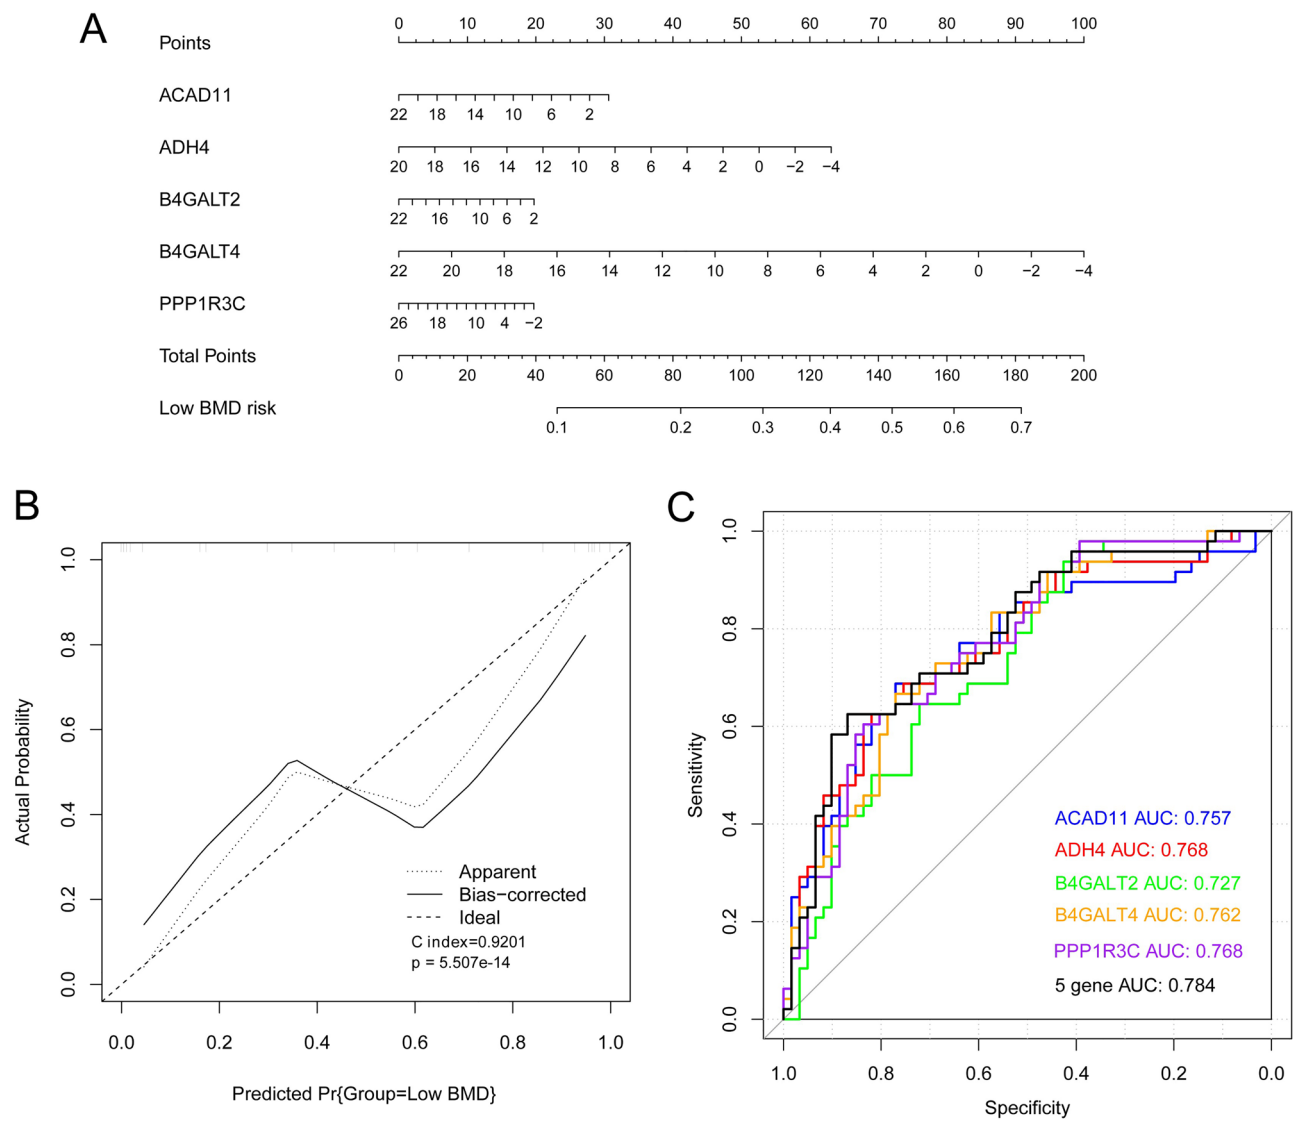 A
Points
0 10 20 30 40 50 60 70 80 90 100
ACAD11
22 18 14 10 6 2
ADH4
20 18 16 14 12 10 8 6 4 2 0 −2 −4
B4GALT2
22 16 10 6 2
B4GALT4
22 20 18 16 14 12 10 8 6 4 2 0 −2 −4
PPP1R3C
26 18 10 4 −2
Total Points
0 20 40 60 80 100 120 140 160 180 200
Low BMD risk
0.1 0.2 0.3 0.4 0.5 0.6 0.7
B
Actual Probability
1.0
0.8
0.6
0.4
0.2
0.0
Apparent
Bias−corrected
Ideal
C index=0.9201
p = 5.507e-14
0.0 0.2 0.4 0.6 0.8 1.0
Predicted Pr{Group=Low BMD}
C
Sensitivity
1.0
0.8
0.6
0.4
0.2
0.0
ACAD11 AUC: 0.757
ADH4 AUC: 0.768
B4GALT2 AUC: 0.727
B4GALT4 AUC: 0.762
PPP1R3C AUC: 0.768
5 gene AUC: 0.784
1.0 0.8 0.6 0.4 0.2 0.0
Specificity